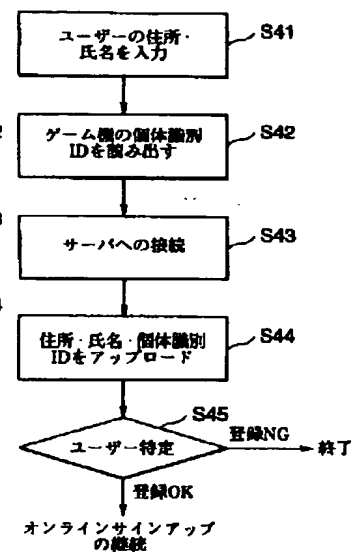 ユーザーの住所·
氏名を入力
S41
ゲーム機の個体識別
IDを読み出す
S42
サーバへの接続
S43
住所·氏名·個体識別
IDをアップロード
S44
S45
ユーザー特定
登録NG
終了
登録OK
オンラインサインアップ
の継続